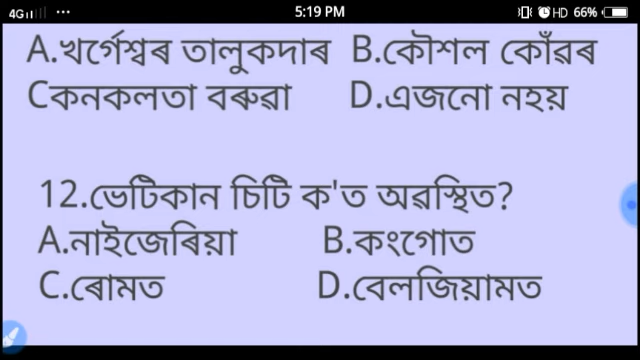 4G 5:19 PM HD 66%
A.খৰ্গেশ্বৰ তালুকদাৰ B.কৌশল কোঁৱৰ
Cকনকলতা বৰুৱা D.এজনো নহয়
12.ভেটিকান চিটি ক'ত অৱস্থিত?
A.নাইজেৰিয়া B.কংগোত
C.ৰোমত D.বেলজিয়ামত